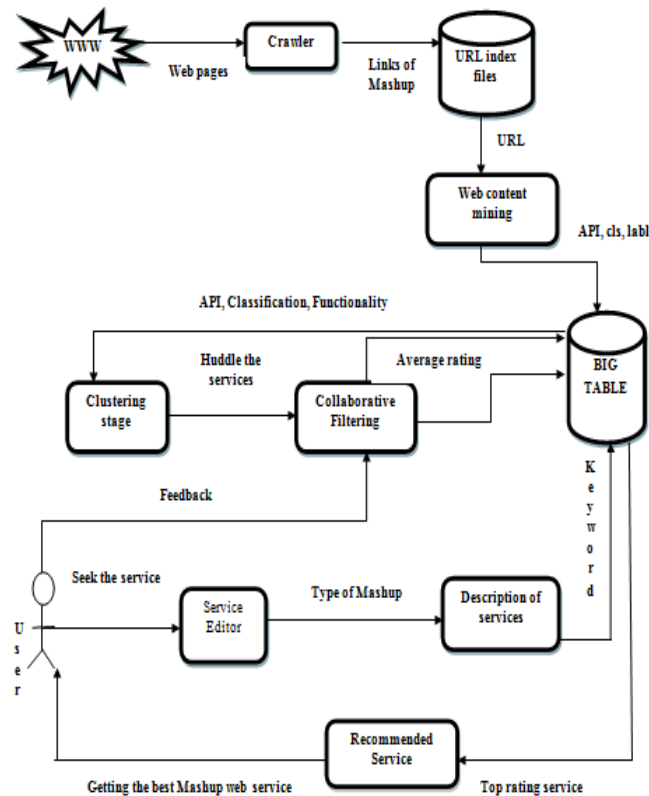 WWW
Crawler
Web pages
Links of
Mashup
URL index
files
URL
Web content
mining
API, cls, labl
API, Classification, Functionality
Huddle the
services
Average rating
BIG
TABLE
Clustering
stage
Collaborative
Filtering
Feedback
Keyword
Seek the service
User
Service
Editor
Type of Mashup
Description of
services
Recommended
Service
Getting the best Mashup web service
Top rating service